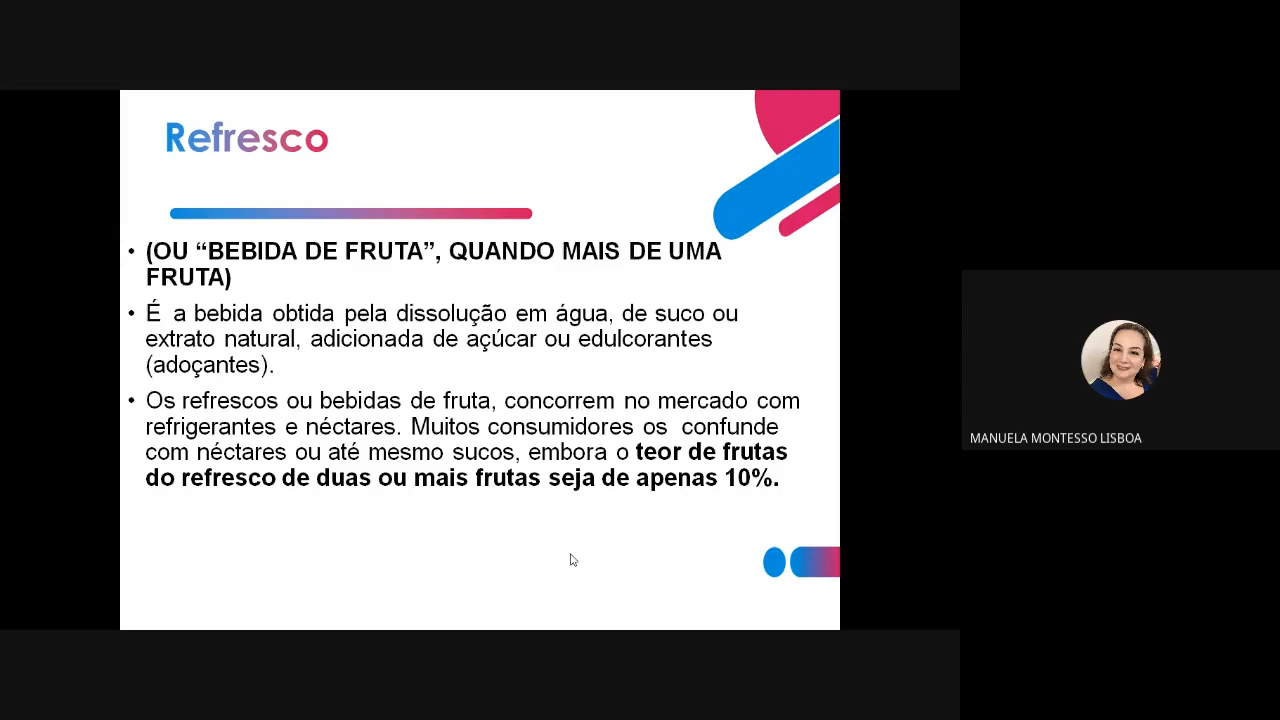 Refresco
• (OU “BEBIDA DE FRUTA”, QUANDO MAIS DE UMA
FRUTA)
• É a bebida obtida pela dissolução em água, de suco ou
extrato natural, adicionada de açúcar ou edulcorantes
(adoçantes).
• Os refrescos ou bebidas de fruta, concorrem no mercado com
refrigerantes e néctares. Muitos consumidores os confunde
com néctares ou até mesmo sucos, embora o teor de frutas
do refresco de duas ou mais frutas seja de apenas 10%.
MANUELA MONTESSO LISBOA